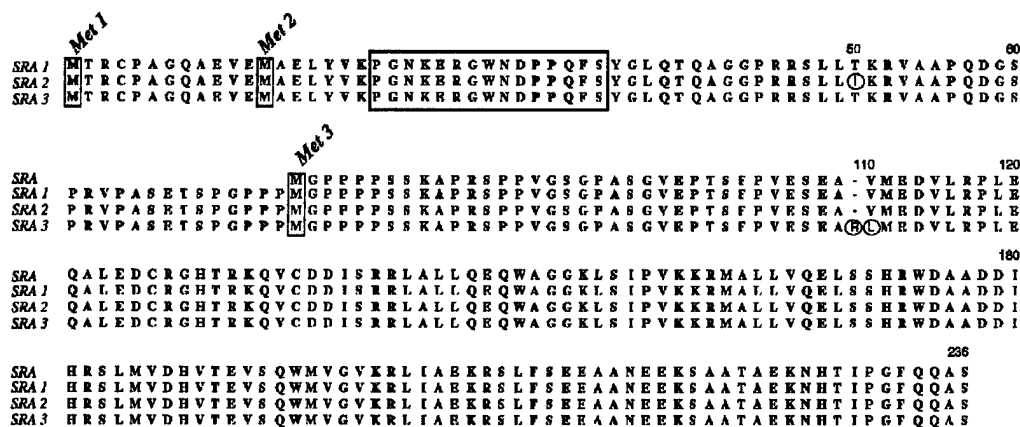 Met 1
Met 2
50 60
SRA 1 M T R C P A G Q A E V E M A E L Y V K P G N K E R G W N D P P Q F S Y G L Q T Q A G G P R R S L L T K R V A A P Q D G S
SRA 2 M T R C P A G Q A E V E M A E L Y V K P G N K E R G W N D P P Q F S Y G L Q T Q A G G P R R S L L I K R V A A P Q D G S
SRA 3 M T R C P A G Q A E V E M A E L Y V K P G N K E R G W N D P P Q F S Y G L Q T Q A G G P R R S L L T K R V A A P Q D G S
Met 3
110 120
SRA M G P P P P S S K A P R S P P V G S G P A S G V E P T S F P V E S E A - V M E D V L R P L E
SRA 1 P R V P A S E T S P G P P P M G P P P P S S K A P R S P P V G S G P A S G V E P T S F P V E S E A - V M E D V L R P L E
SRA 2 P R V P A S E T S P G P P P M G P P P P S S K A P R S P P V G S G P A S G V E P T S F P V E S E A - V M E D V L R P L E
SRA 3 P R V P A S E T S P G P P P M G P P P P S S K A P R S P P V G S G P A S G V E P T S F P V E S K A R L M E D V L R P L E
180
SRA Q A L E D C R G H T R K Q V C D D I S R R L A L L Q E Q W A G G K L S I P V K K R M A L L V Q E L S S H R W D A A D D I
SRA 1 Q A L E D C R G H T R K Q V C D D I S R R L A L L Q E Q W A G G K L S I P V K K R M A L L V Q E L S S H R W D A A D D I
SRA 2 Q A L E D C R G H T R K Q V C D D I S R R L A L L Q E Q W A G G K L S I P V K K R M A L L V Q E L S S H R W D A A D D I
SRA 3 Q A L E D C R G H T R K Q V C D D I S R R L A L L Q E Q W A G G K L S I P V K K R M A L L V Q E L S S H R W D A A D D I
236
SRA H R S L M V D H V T E V S Q W M V G V K R L I A E K R S L F S E E A A N E E K S A A T A E K N H T I P G F Q Q A S
SRA 1 H R S L M V D H V T E V S Q W M V G V K R L I A E K R S L F S E E A A N E E K S A A T A E K N H T I P G F Q Q A S
SRA 2 H R S L M V D H V T E V S Q W M V G V K R L I A E K R S L F S E E A A N E E K S A A T A E K N H T I P G F Q Q A S
SRA 3 H R S L M V D H V T E V S Q W M V G V K R L I A E K R S L F S E E A A N E E K S A A T A E K N H T I P G F Q Q A S